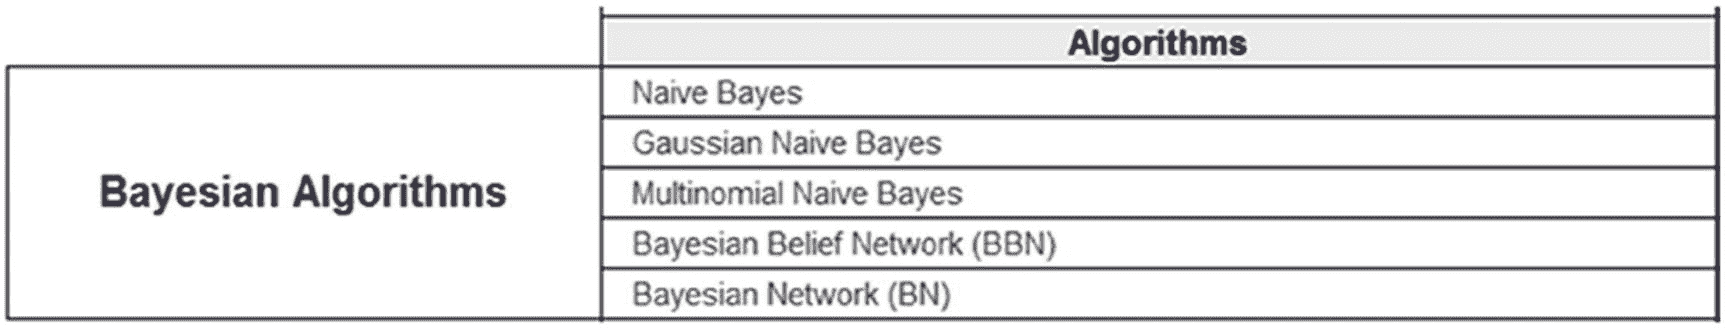 Algorithms
Bayesian Algorithms
Naive Bayes
Gaussian Naive Bayes
Multinomial Naive Bayes
Bayesian Belief Network (BBN)
Bayesian Network (BN)